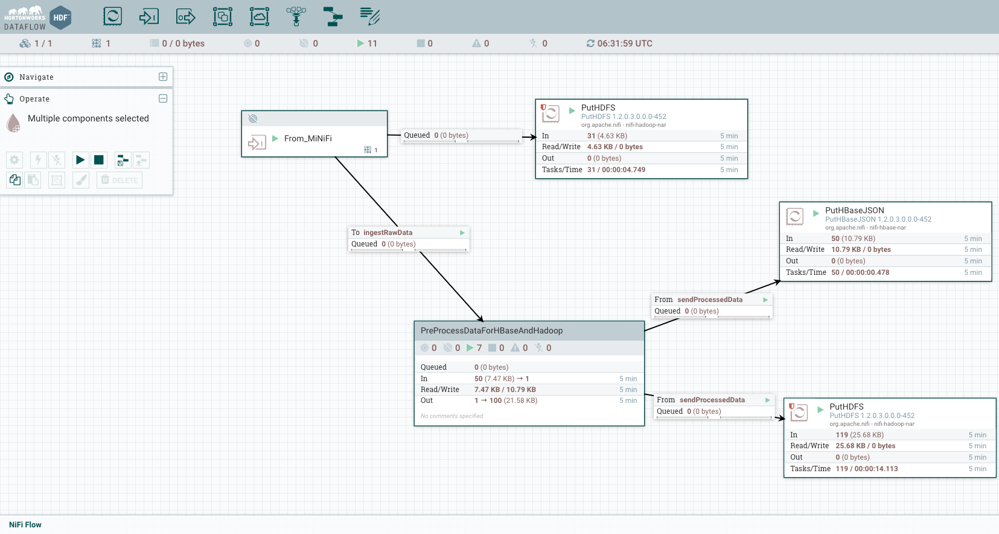 HORTONWORKS
DATAFLOW
HDF™
1 / 1
1
0 / 0 bytes
0
0
11
0
0
0
06:31:59 UTC
Navigate
Operate
Multiple components selected
DELETE
From_MiNiFi
1
Queued 0 (0 bytes)
PutHDFS
PutHDFS 1.2.0.3.0.0.0-452
org.apache.nifi - nifi-hadoop-nar
In 31 (4.63 KB) 5 min
Read/Write 4.63 KB / 0 bytes 5 min
Out 0 (0 bytes) 5 min
Tasks/Time 31 / 00:00:04.749 5 min
To ingestRawData
Queued 0 (0 bytes)
PutHBaseJSON
PutHBaseJSON 1.2.0.3.0.0.0-452
org.apache.nifi - nifi-hbase-nar
In 50 (10.79 KB) 5 min
Read/Write 10.79 KB / 0 bytes 5 min
Out 0 (0 bytes) 5 min
Tasks/Time 50 / 00:00:00.478 5 min
From sendProcessedData
Queued 0 (0 bytes)
PreProcessDataForHBaseAndHadoop
0 0 7 0 0 0
Queued 0 (0 bytes)
In 50 (7.47 KB) → 1 5 min
Read/Write 7.47 KB / 10.79 KB 5 min
Out 1 → 100 (21.58 KB) 5 min
No comments specified
From sendProcessedData
Queued 0 (0 bytes)
PutHDFS
PutHDFS 1.2.0.3.0.0.0-452
org.apache.nifi - nifi-hadoop-nar
In 119 (25.68 KB) 5 min
Read/Write 25.68 KB / 0 bytes 5 min
Out 0 (0 bytes) 5 min
Tasks/Time 119 / 00:00:14.113 5 min
NiFi Flow